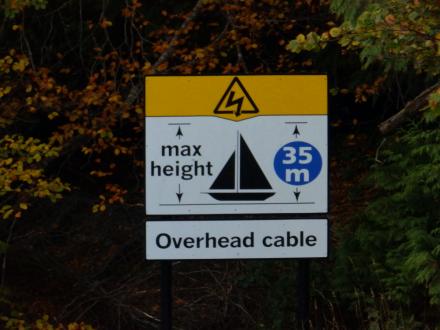 max
height
35
m
Overhead cable